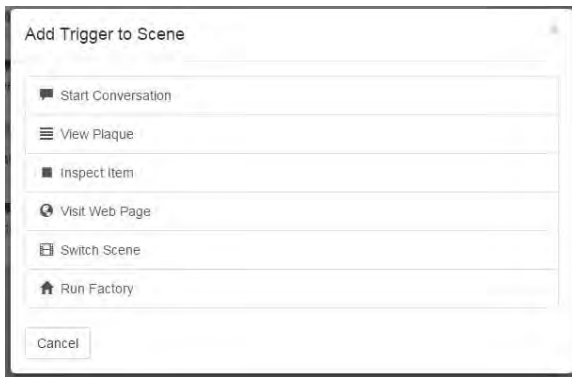 Add Trigger to Scene
Start Conversation
View Plaque
Inspect Item
Visit Web Page
Switch Scene
Run Factory
Cancel